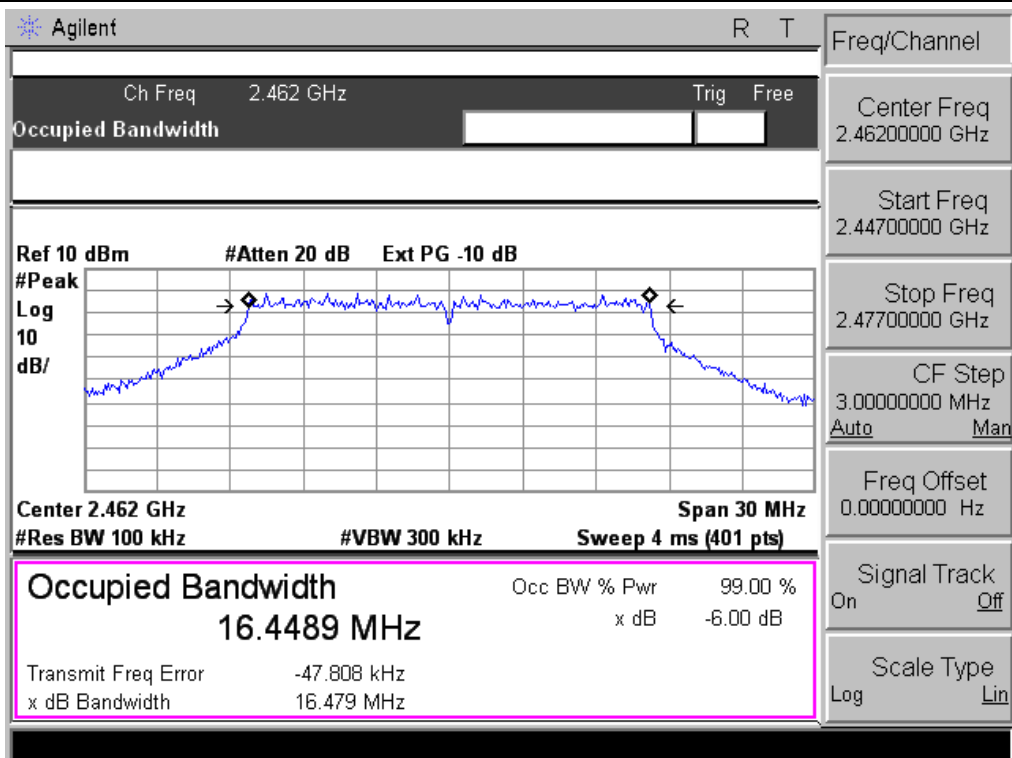 Agilent R T
Freq/Channel
Ch Freq 2.462 GHz Trig Free
Occupied Bandwidth
Center Freq
2.46200000 GHz
Start Freq
2.44700000 GHz
Stop Freq
2.47700000 GHz
CF Step
3.00000000 MHz
Auto Man
Freq Offset
0.00000000 Hz
Signal Track
On Off
Scale Type
Log Lin
Ref 10 dBm #Atten 20 dB Ext PG -10 dB
#Peak
Log
10
dB/
Center 2.462 GHz Span 30 MHz
#Res BW 100 kHz #VBW 300 kHz Sweep 4 ms (401 pts)
Occupied Bandwidth Occ BW % Pwr 99.00 %
16.4489 MHz x dB -6.00 dB
Transmit Freq Error -47.808 kHz
x dB Bandwidth 16.479 MHz